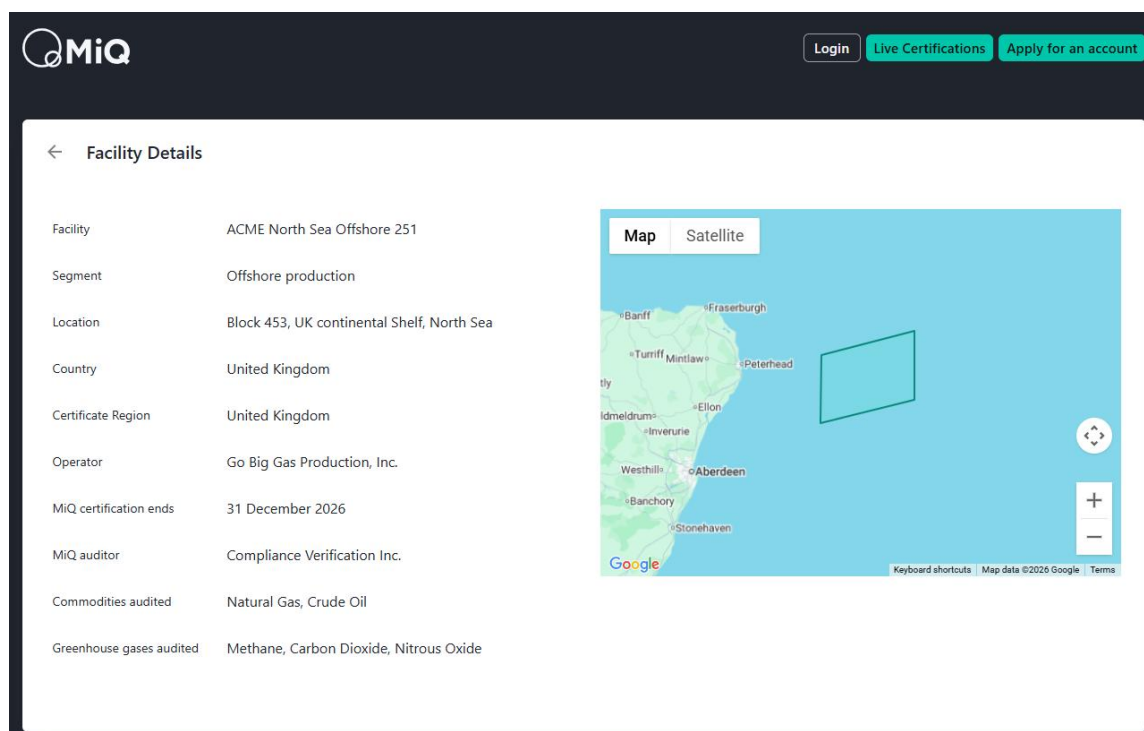 MiQ
Login
Live Certifications
Apply for an account
Facility Details
Facility ACME North Sea Offshore 251
Segment Offshore production
Location Block 453, UK continental Shelf, North Sea
Country United Kingdom
Certificate Region United Kingdom
Operator Go Big Gas Production, Inc.
MiQ certification ends 31 December 2026
MiQ auditor Compliance Verification Inc.
Commodities audited Natural Gas, Crude Oil
Greenhouse gases audited Methane, Carbon Dioxide, Nitrous Oxide
Map Satellite
Fraserburgh
Banff
Turriff
Mintlaw
Peterhead
tly
Ellon
ldmeldrum
Inverurie
Westhill
Aberdeen
Banchory
Stonehaven
Google
Keyboard shortcuts Map data ©2026 Google Terms